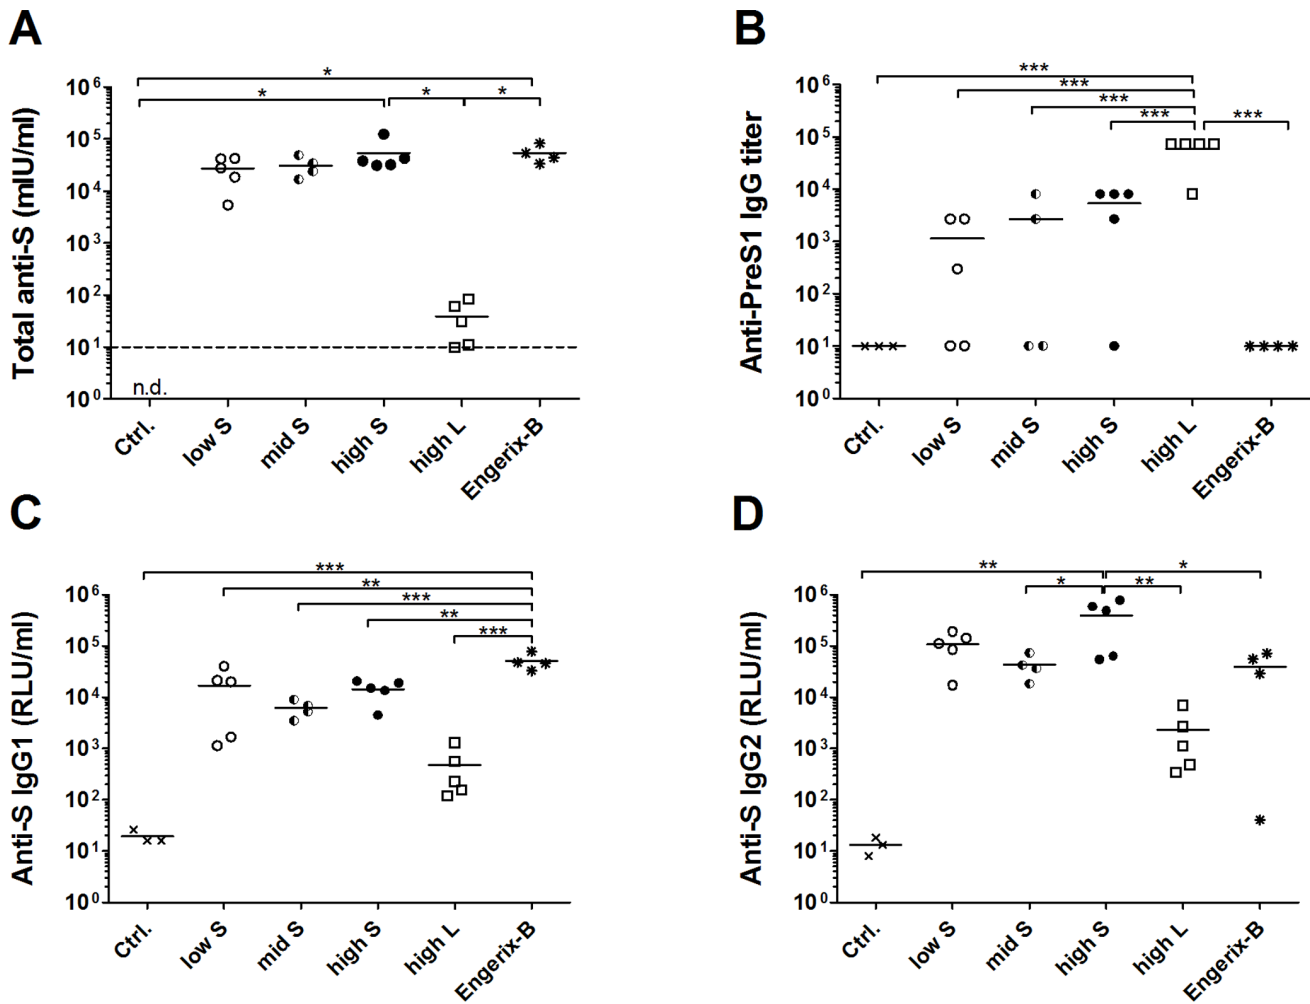 A
Total anti-S (mIU/ml)
10^6
10^5
10^4
10^3
10^2
10^1
10^0
*
*
*
*
n.d.
Ctrl.
low S
mid S
high S
high L
Engerix-B
B
Anti-PreS1 IgG titer
10^6
10^5
10^4
10^3
10^2
10^1
10^0
***
***
***
***
***
Ctrl.
low S
mid S
high S
high L
Engerix-B
C
Anti-S IgG1 (RLU/ml)
10^6
10^5
10^4
10^3
10^2
10^1
10^0
***
**
***
**
***
Ctrl.
low S
mid S
high S
high L
Engerix-B
D
Anti-S IgG2 (RLU/ml)
10^6
10^5
10^4
10^3
10^2
10^1
10^0
**
*
*
**
Ctrl.
low S
mid S
high S
high L
Engerix-B